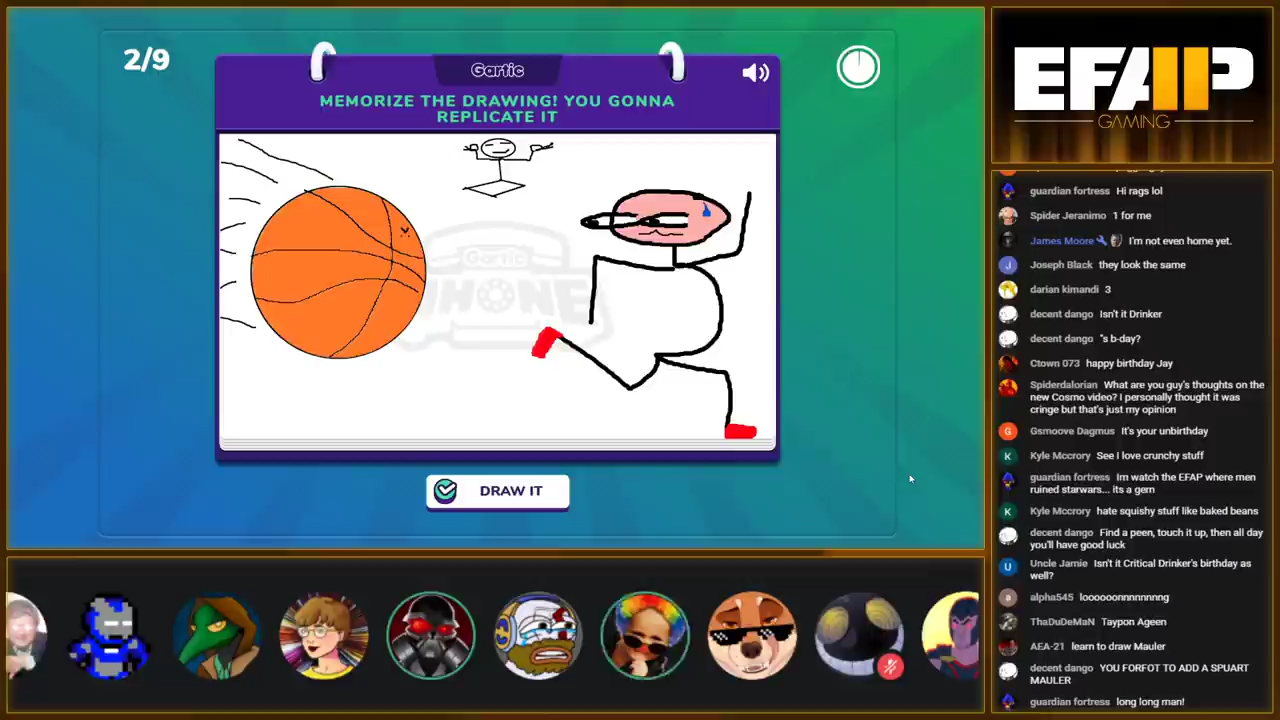 2/9
Gartic
MEMORIZE THE DRAWING! YOU GONNA
REPLICATE IT
Gartic
PHONE
DRAW IT
EFAP
GAMING
guardian fortress Hi rags lol
Spider Jeranimo 1 for me
James Moore I'm not even home yet.
Joseph Black they look the same
darian kimandi 3
decent dango Isn't it Drinker
decent dango "s b-day?
Ctown 073 happy birthday Jay
Spiderdalorian What are you guy's thoughts on the
new Cosmo video? I personally thought it was
cringe but that's just my opinion
Gsmoove Dagmus It's your unbirthday
Kyle Mccrory See I love crunchy stuff
guardian fortress Im watch the EFAP where men
ruined starwars... its a gem
Kyle Mccrory hate squishy stuff like baked beans
decent dango Find a peen, touch it up, then all day
you'll have good luck
Uncle Jamie Isn't it Critical Drinker's birthday as
well?
alpha545 loooooonnnnnnnng
ThaDuDeMaN Taypon Ageen
AEA-21 learn to draw Mauler
decent dango YOU FORFOT TO ADD A SPUART
MAULER
guardian fortress long long man!